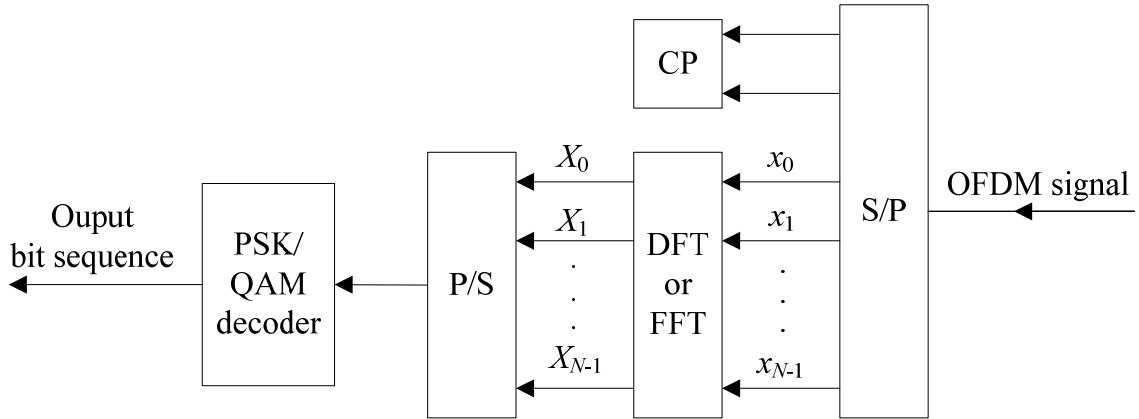 CP
X0
x0
OFDM signal
S/P
X1
x1
Ouput
bit sequence
PSK/
QAM
decoder
P/S
DFT
or
FFT
XN-1
xN-1